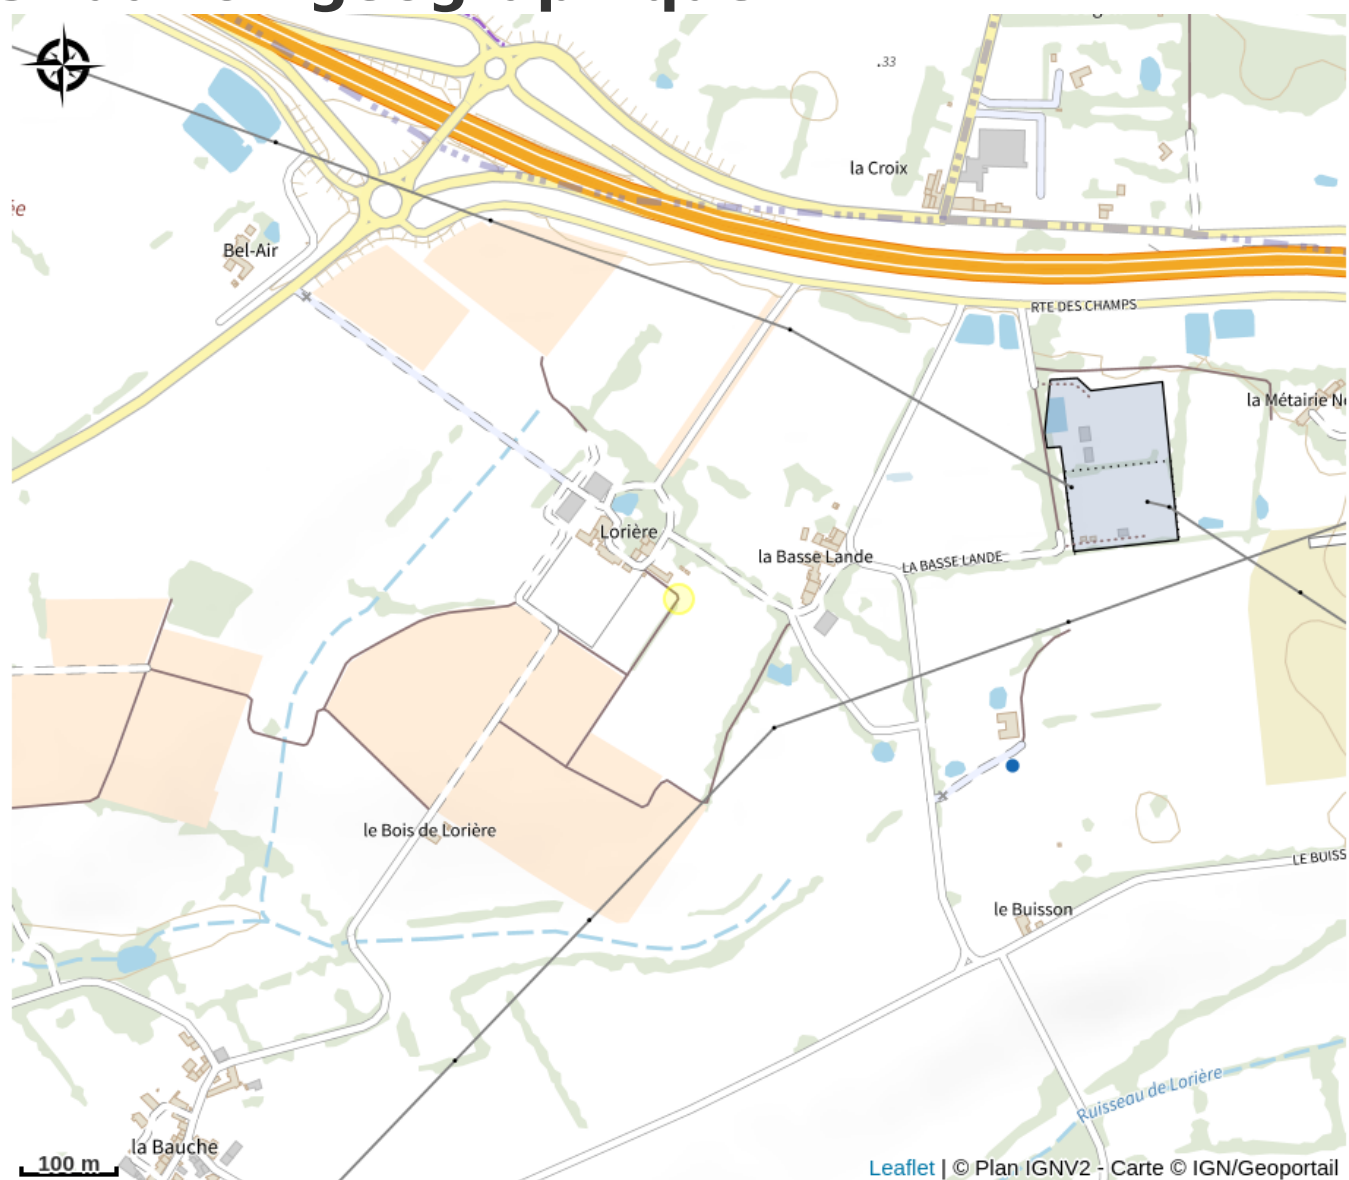 .33
la Croix
ée
Bel-Air
RTE DES CHAMPS
la Métairie N
Lorière
la Basse Lande
LA BASSE LANDE
le Bois de Lorière
LE BUISS
le Buisson
Ruisseau de Lorière
la Bauche
100 m
Leaflet | © Plan IGNV2 - Carte © IGN/Geoportail